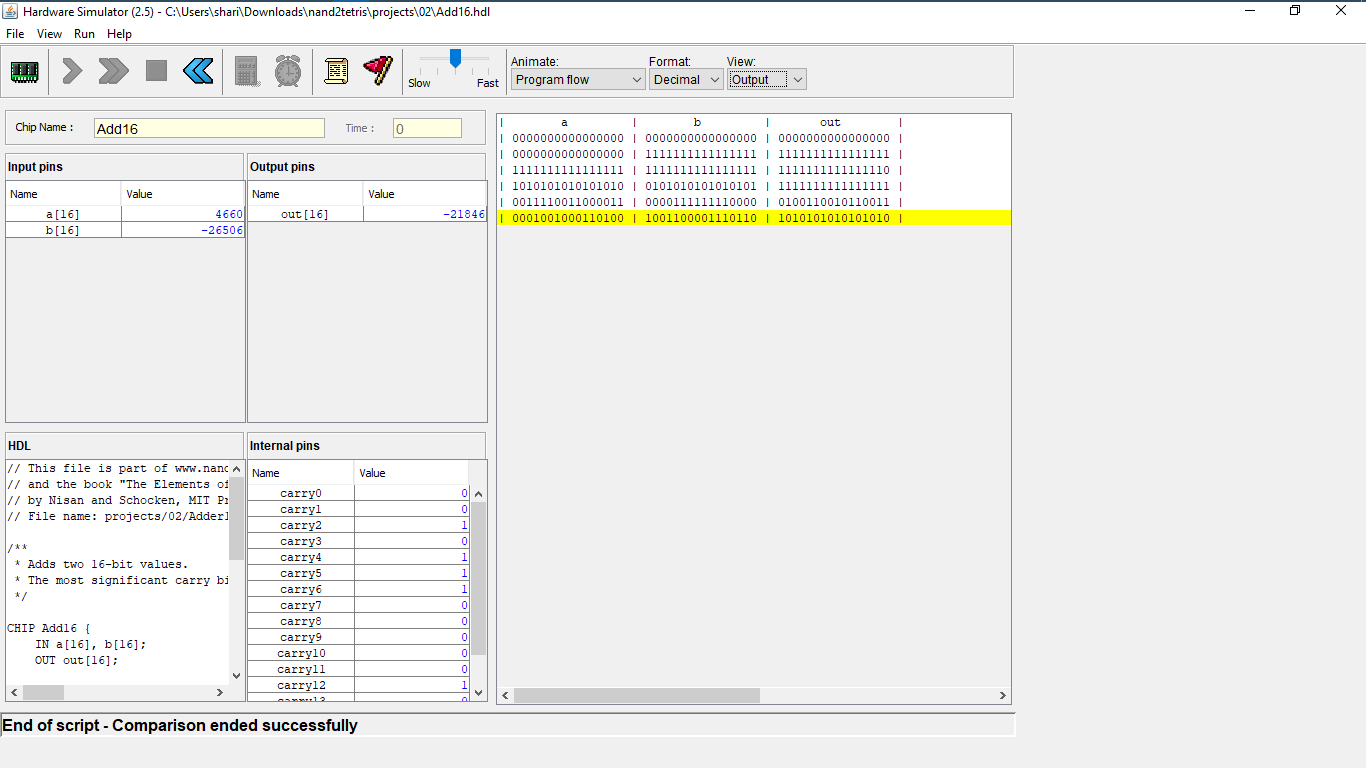 Hardware Simulator (2.5) - C:\Users\shari\Downloads\nand2tetris\projects\02\Add16.hdl
File View Run Help
Slow Fast
Animate: Format: View:
Program flow Decimal Output
Chip Name : Add16 Time : 0
Input pins
Name Value
a[16] 4660
b[16] -26506
Output pins
Name Value
out[16] -21846
| a | b | out |
| 0000000000000000 | 0000000000000000 | 0000000000000000 |
| 0000000000000000 | 1111111111111111 | 1111111111111111 |
| 1111111111111111 | 1111111111111111 | 1111111111111110 |
| 1010101010101010 | 0101010101010101 | 1111111111111111 |
| 0011110011000011 | 0000111111110000 | 0100110010110011 |
| 0001001000110100 | 1001100001110110 | 1010101010101010 |
HDL
// This file is part of www.nand
// and the book "The Elements of
// by Nisan and Schocken, MIT Pr
// File name: projects/02/Adder1
/**
* Adds two 16-bit values.
* The most significant carry bi
*/
CHIP Add16 {
IN a[16], b[16];
OUT out[16];
Internal pins
Name Value
carry0 0
carry1 0
carry2 1
carry3 0
carry4 1
carry5 1
carry6 1
carry7 0
carry8 0
carry9 0
carry10 0
carry11 0
carry12 1
carry13 0
End of script - Comparison ended successfully